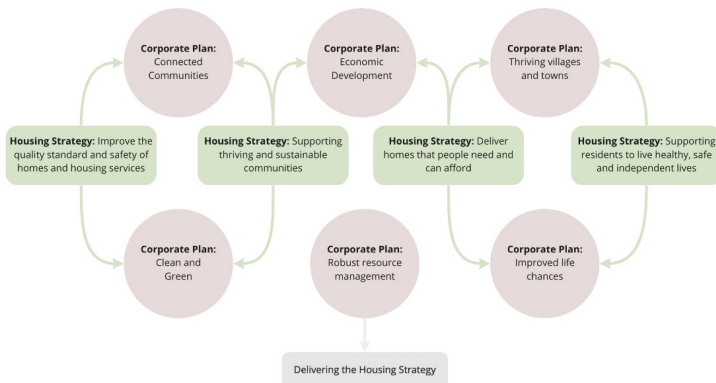 Corporate Plan:
Connected
Communities
Corporate Plan:
Economic
Development
Corporate Plan:
Thriving villages
and towns
Housing Strategy: Improve the
quality standard and safety of
homes and housing services
Housing Strategy: Supporting
thriving and sustainable
communities
Housing Strategy: Deliver
homes that people need and
can afford
Housing Strategy: Supporting
residents to live healthy, safe
and independent lives
Corporate Plan:
Clean and
Green
Corporate Plan:
Robust resource
management
Corporate Plan:
Improved life
chances
Delivering the Housing Strategy